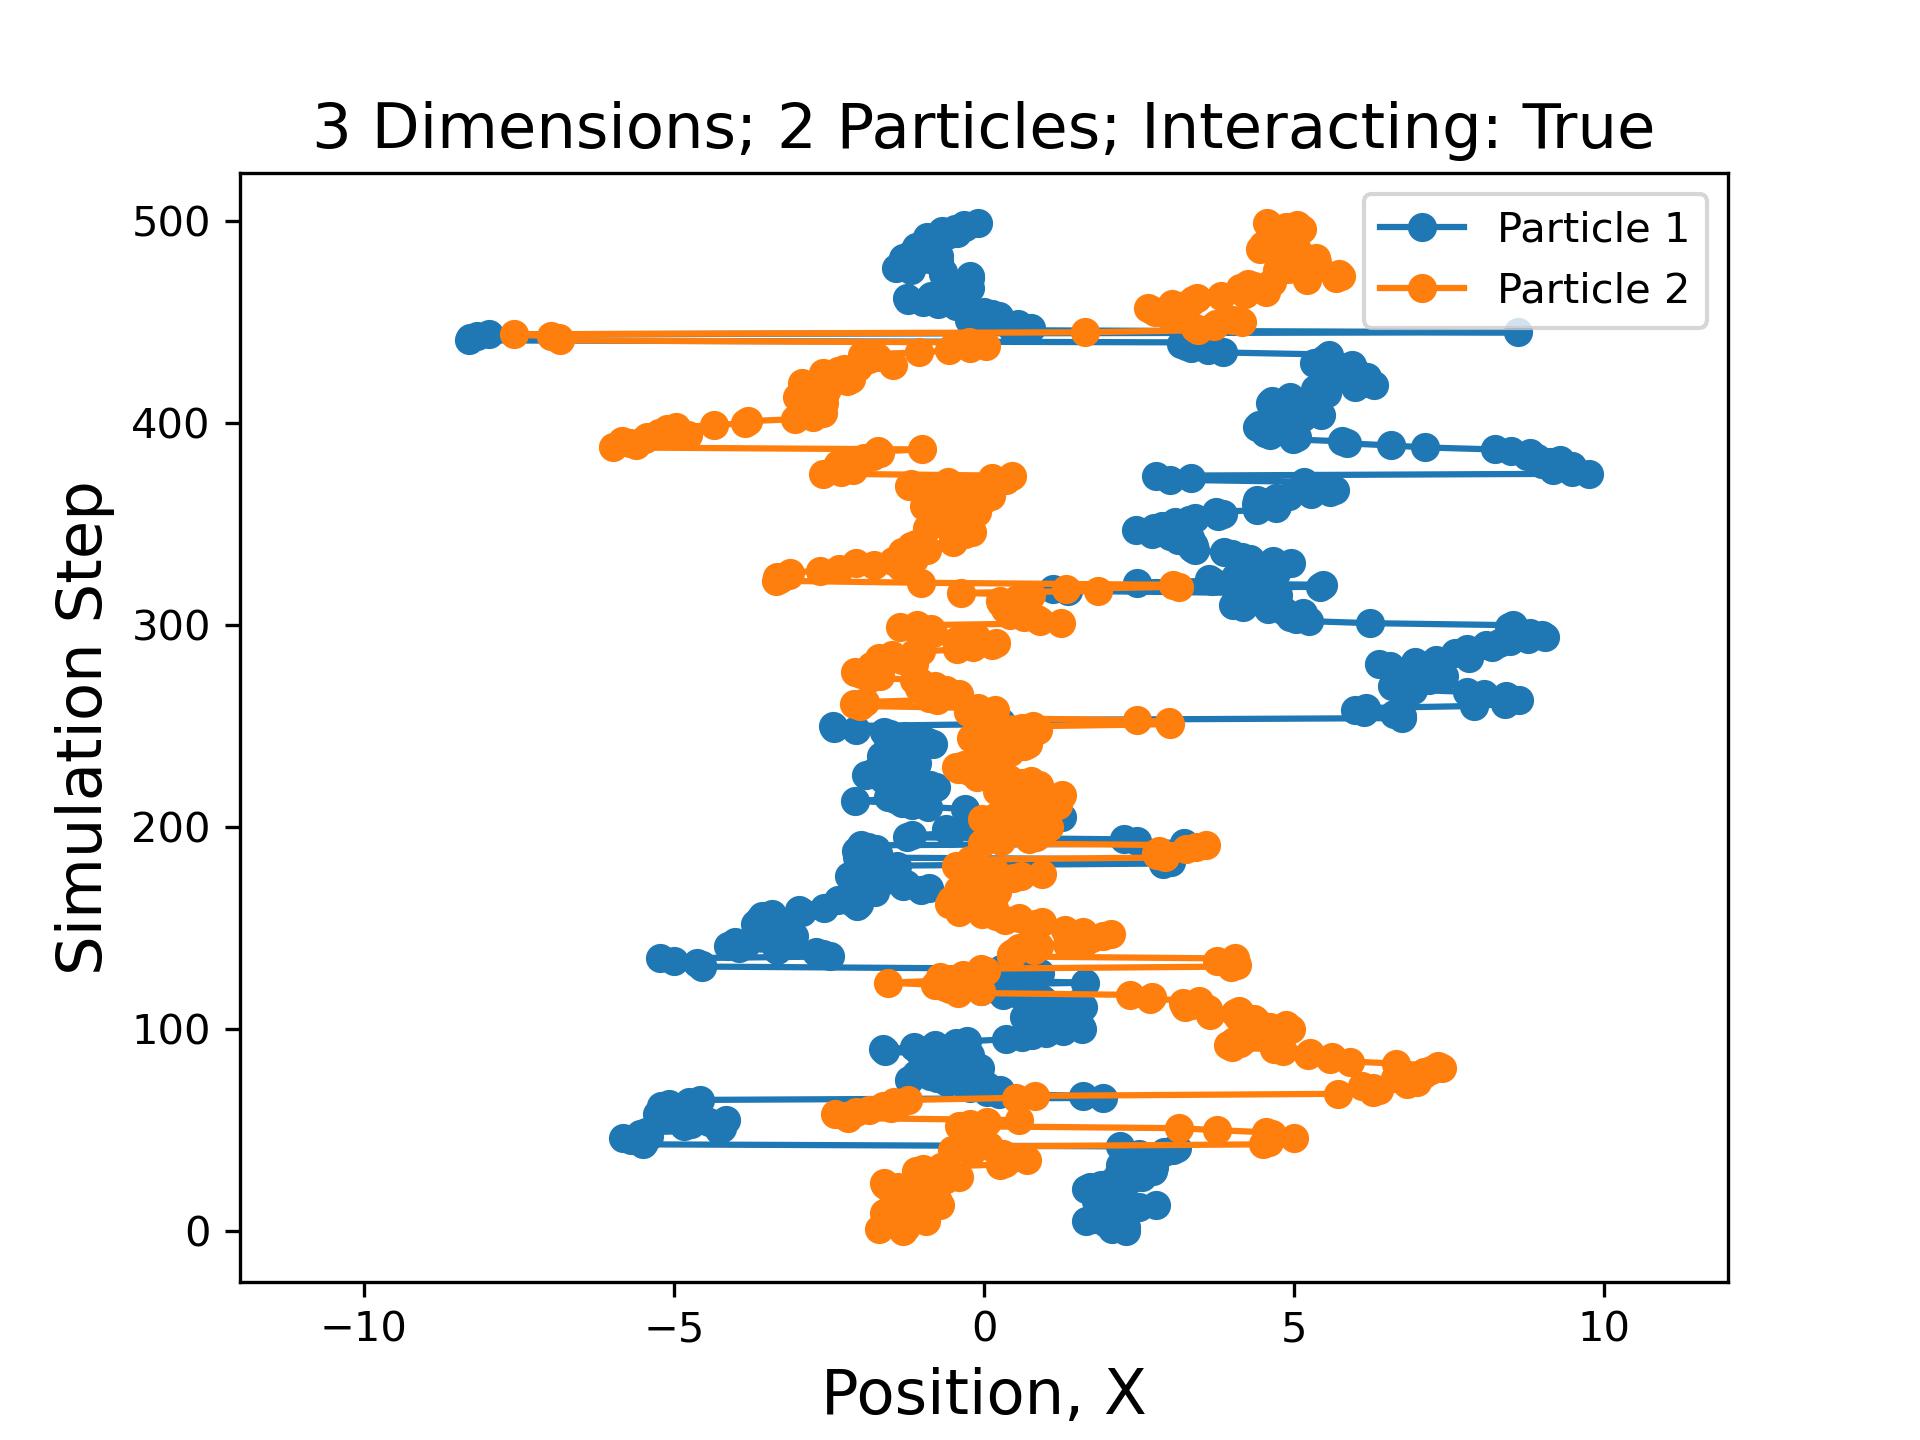 3 Dimensions; 2 Particles; Interacting: True
Particle 1
Particle 2
Simulation Step
500
400
300
200
100
0
−10
−5
0
5
10
Position, X